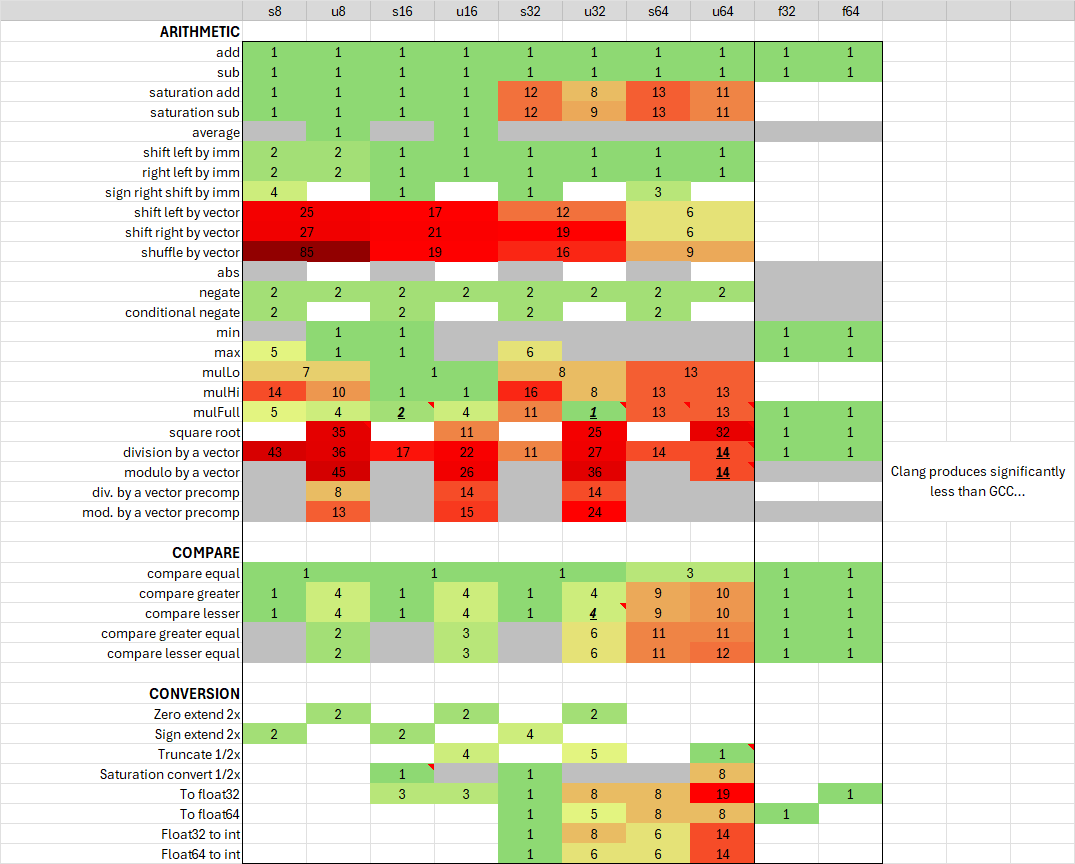 s8 u8 s16 u16 s32 u32 s64 u64 f32 f64
ARITHMETIC
add 1 1 1 1 1 1 1 1 1 1
sub 1 1 1 1 1 1 1 1 1 1
saturation add 1 1 1 1 12 8 13 11
saturation sub 1 1 1 1 12 9 13 11
average 1 1
shift left by imm 2 2 1 1 1 1 1 1
right left by imm 2 2 1 1 1 1 1 1
sign right shift by imm 4 1 1 3
shift left by vector 25 17 12 6
shift right by vector 27 21 19 6
shuffle by vector 85 19 16 9
abs
negate 2 2 2 2 2 2 2 2
conditional negate 2 2 2 2
min 1 1 1 1
max 5 1 1 6 1 1
mulLo 7 1 8 13
mulHi 14 10 1 1 16 8 13 13
mulFull 5 4 2 4 11 1 13 13 1 1
square root 35 11 25 32 1 1
division by a vector 43 36 17 22 11 27 14 14 1 1
modulo by a vector 45 26 36 14
Clang produces significantly
less than GCC...
div. by a vector precomp 8 14 14
mod. by a vector precomp 13 15 24
COMPARE
compare equal 1 1 1 3 1 1
compare greater 1 4 1 4 1 4 9 10 1 1
compare lesser 1 4 1 4 1 4 9 10 1 1
compare greater equal 2 3 6 11 11 1 1
compare lesser equal 2 3 6 11 12 1 1
CONVERSION
Zero extend 2x 2 2 2
Sign extend 2x 2 2 4
Truncate 1/2x 4 5 1
Saturation convert 1/2x 1 1 8
To float32 3 3 1 8 8 19 1
To float64 1 5 8 8 1
Float32 to int 1 8 6 14
Float64 to int 1 6 6 14